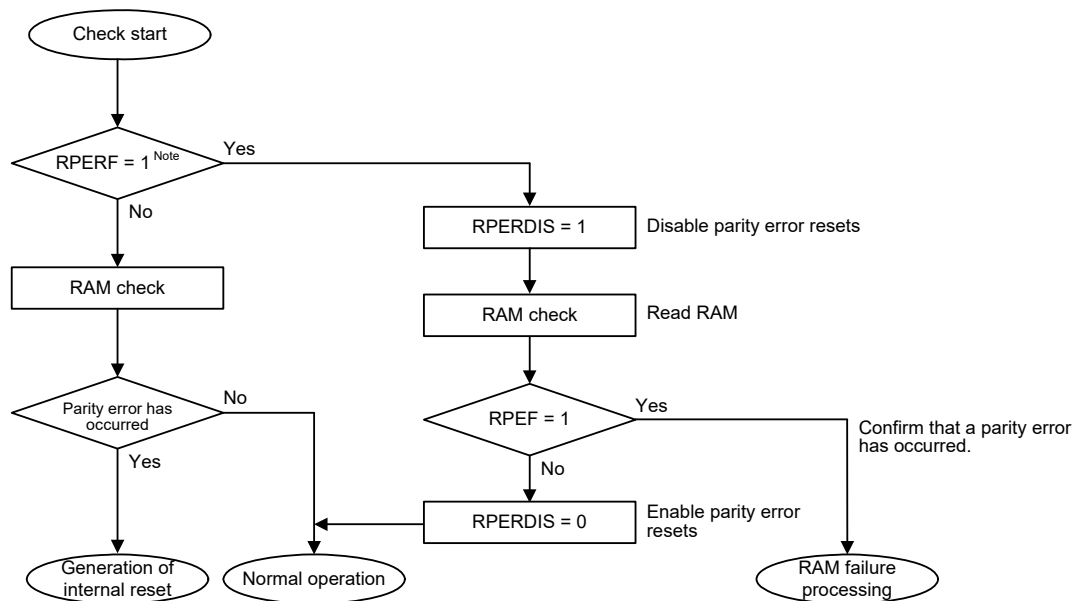 Check start
RPERF = 1 Note
Yes
No
RPERDIS = 1
Disable parity error resets
RAM check
RAM check
Read RAM
Parity error has
occurred
No
Yes
RPEF = 1
Yes
No
Confirm that a parity error
has occurred.
RPERDIS = 0
Enable parity error
resets
Generation of
internal reset
Normal operation
RAM failure
processing